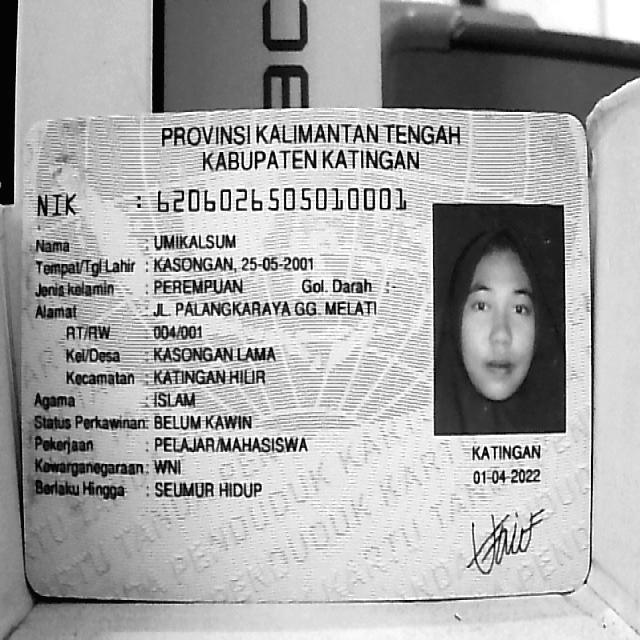 PROVINSI KALIMANTAN TENGAH
KABUPATEN KATINGAN
NIK : 6206026505010001
Nama : UMIKALSUM
Tempat/Tgl Lahir : KASONGAN, 25-05-2001
Jenis kelamin : PEREMPUAN Gol. Darah :-
Alamat : JL. PALANGKARAYA GG. MELATI
RT/RW : 004/001
Kel/Desa : KASONGAN LAMA
Kecamatan : KATINGAN HILIR
Agama : ISLAM
Status Perkawinan: BELUM KAWIN
Pekerjaan : PELAJAR/MAHASISWA
Kewarganegaraan: WNI
Berlaku Hingga : SEUMUR HIDUP
KATINGAN
01-04-2022